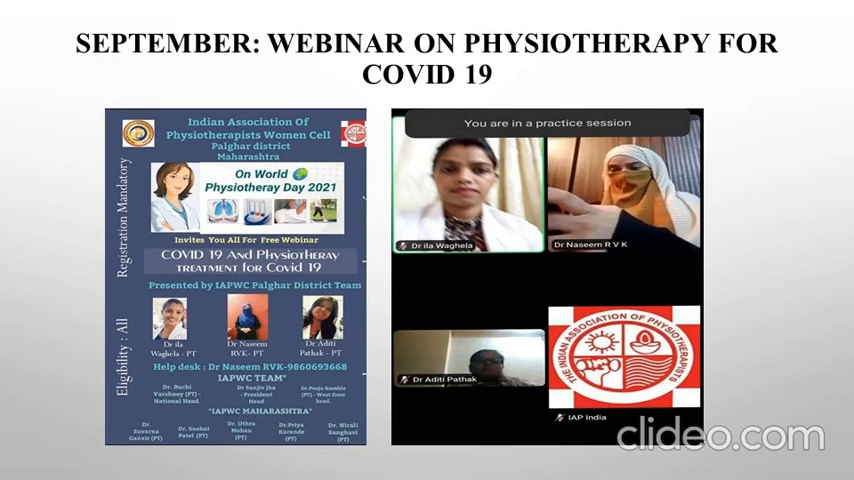 SEPTEMBER: WEBINAR ON PHYSIOTHERAPY FOR
COVID 19
Indian Association Of
Physiotherapists Women Cell
Palghar district
Maharashtra
On World
Physiotheray Day 2021
Registration Mandatory
Invites You All For Free Webinar
COVID 19 And Physiotheray
treatment for Covid 19
Presented by IAPWC Palghar District Team
Eligibility : All
Dr ila
Waghela - PT
Dr Naseem
RVK- PT
Dr Aditi
Pathak - PT
Help desk : Dr Naseem RVK-9860693668
IAPWC TEAM*
Dr. Ruchi
Varshney (PT) -
National Head.
Dr Sanjiv Jha
- President
Head
Dr.Pooja Kamble
(PT) - West Zone
head.
*IAPWC MAHARASHTRA*
Dr.
Suvarna
Ganvir (PT)
Dr. Snehal
Patel (PT)
Dr. Uthra
Mohan
(PT)
Dr.Priya
Karande
(PT)
Dr. Nirali
Sanghavi
(PT)
You are in a practice session
Dr ila Waghela
Dr Naseem R V K
Dr Aditi Pathak
THE INDIAN ASSOCIATION OF PHYSIOTHERAPISTS
IAP India
clideo.com